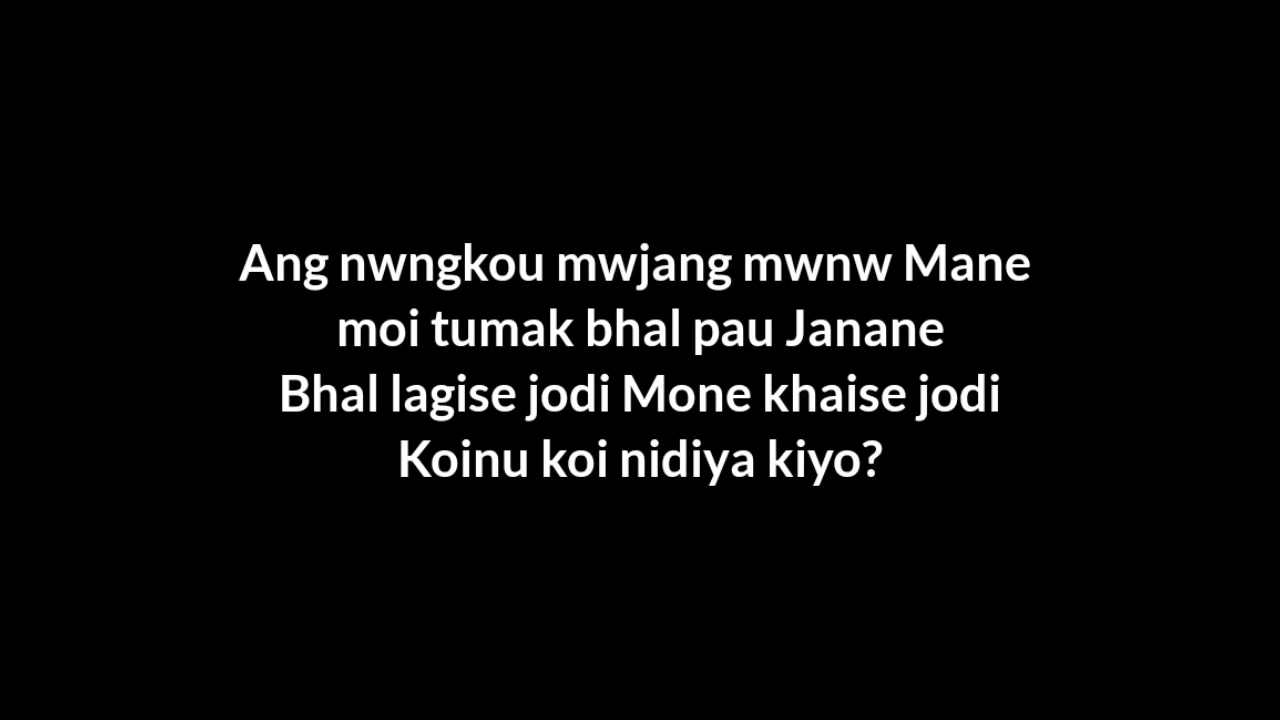 Ang nwngkou mwjang mwnw Mane
moi tumak bhal pau Janane
Bhal lagise jodi Mone khaise jodi
Koinu koi nidiya kiyo?